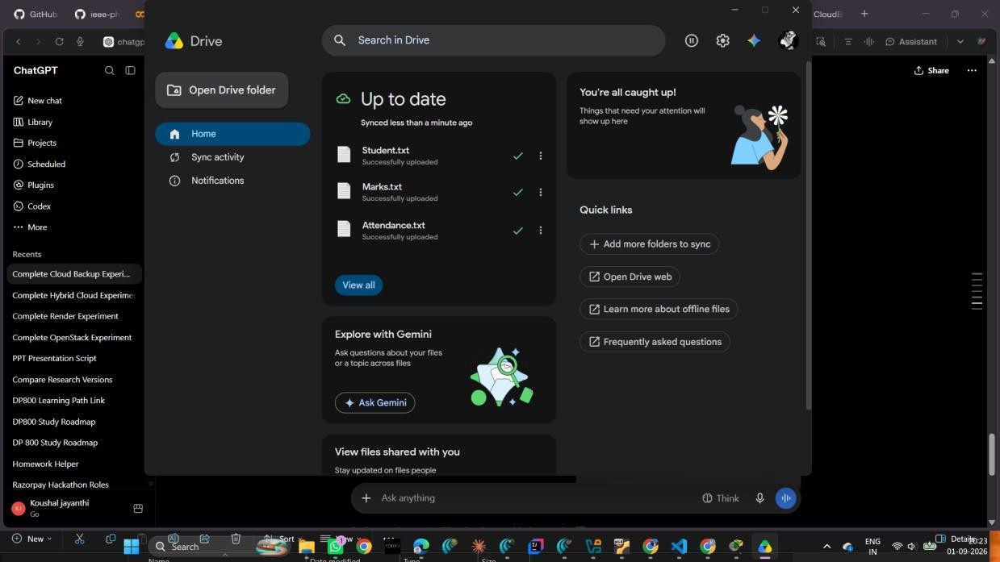 GitHub
ieee-ph
CloudB
chatgp
Assistant
ChatGPT
Share
New chat
Library
Projects
Scheduled
Plugins
Codex
More
Recents
Complete Cloud Backup Experi...
Complete Hybrid Cloud Experime
Complete Render Experiment
Complete OpenStack Experiment
PPT Presentation Script
Compare Research Versions
DP800 Learning Path Link
DP800 Study Roadmap
DP 800 Study Roadmap
Homework Helper
Razorpay Hackathon Roles
KJ
Koushal jayanthi
Go
Drive
Search in Drive
Open Drive folder
Home
Sync activity
Notifications
Up to date
Synced less than a minute ago
Student.txt
Successfully uploaded
Marks.txt
Successfully uploaded
Attendance.txt
Successfully uploaded
View all
Explore with Gemini
Ask questions about your files
or a topic across files
Ask Gemini
View files shared with you
Stay updated on files people
You're all caught up!
Things that need your attention will
show up here
Quick links
Add more folders to sync
Open Drive web
Learn more about offline files
Frequently asked questions
Ask anything
Think
New
Sort
Details
Search
1
ENG
IN
20:23
01-09-2026
Name
Date modified
Type
Size